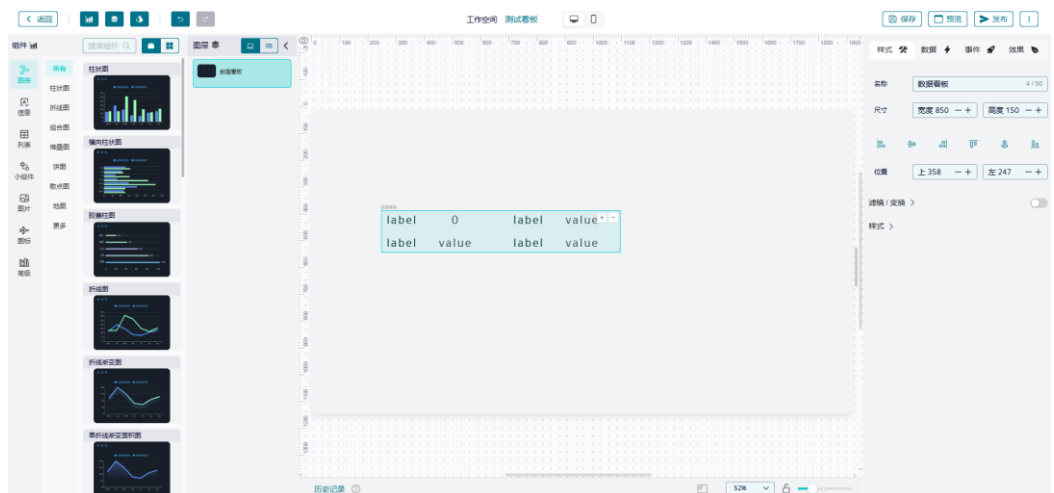 返回
工作空间 测试看板
保存
预览
发布
组件
搜索组件
图表
信息
列表
小组件
图片
图标
高级
所有
柱状图
折线图
组合图
堆叠图
饼图
散点图
地图
更多
柱状图
横向柱状图
胶囊柱图
折线图
折线渐变图
单折线渐变面积图
图层
数据看板
label 0 label value
label value label value
历史记录
52%
样式 数据 事件 效果
名称 数据看板 4 / 50
尺寸 宽度 850 高度 150
位置 上 358 左 247
滤镜 / 变换
样式